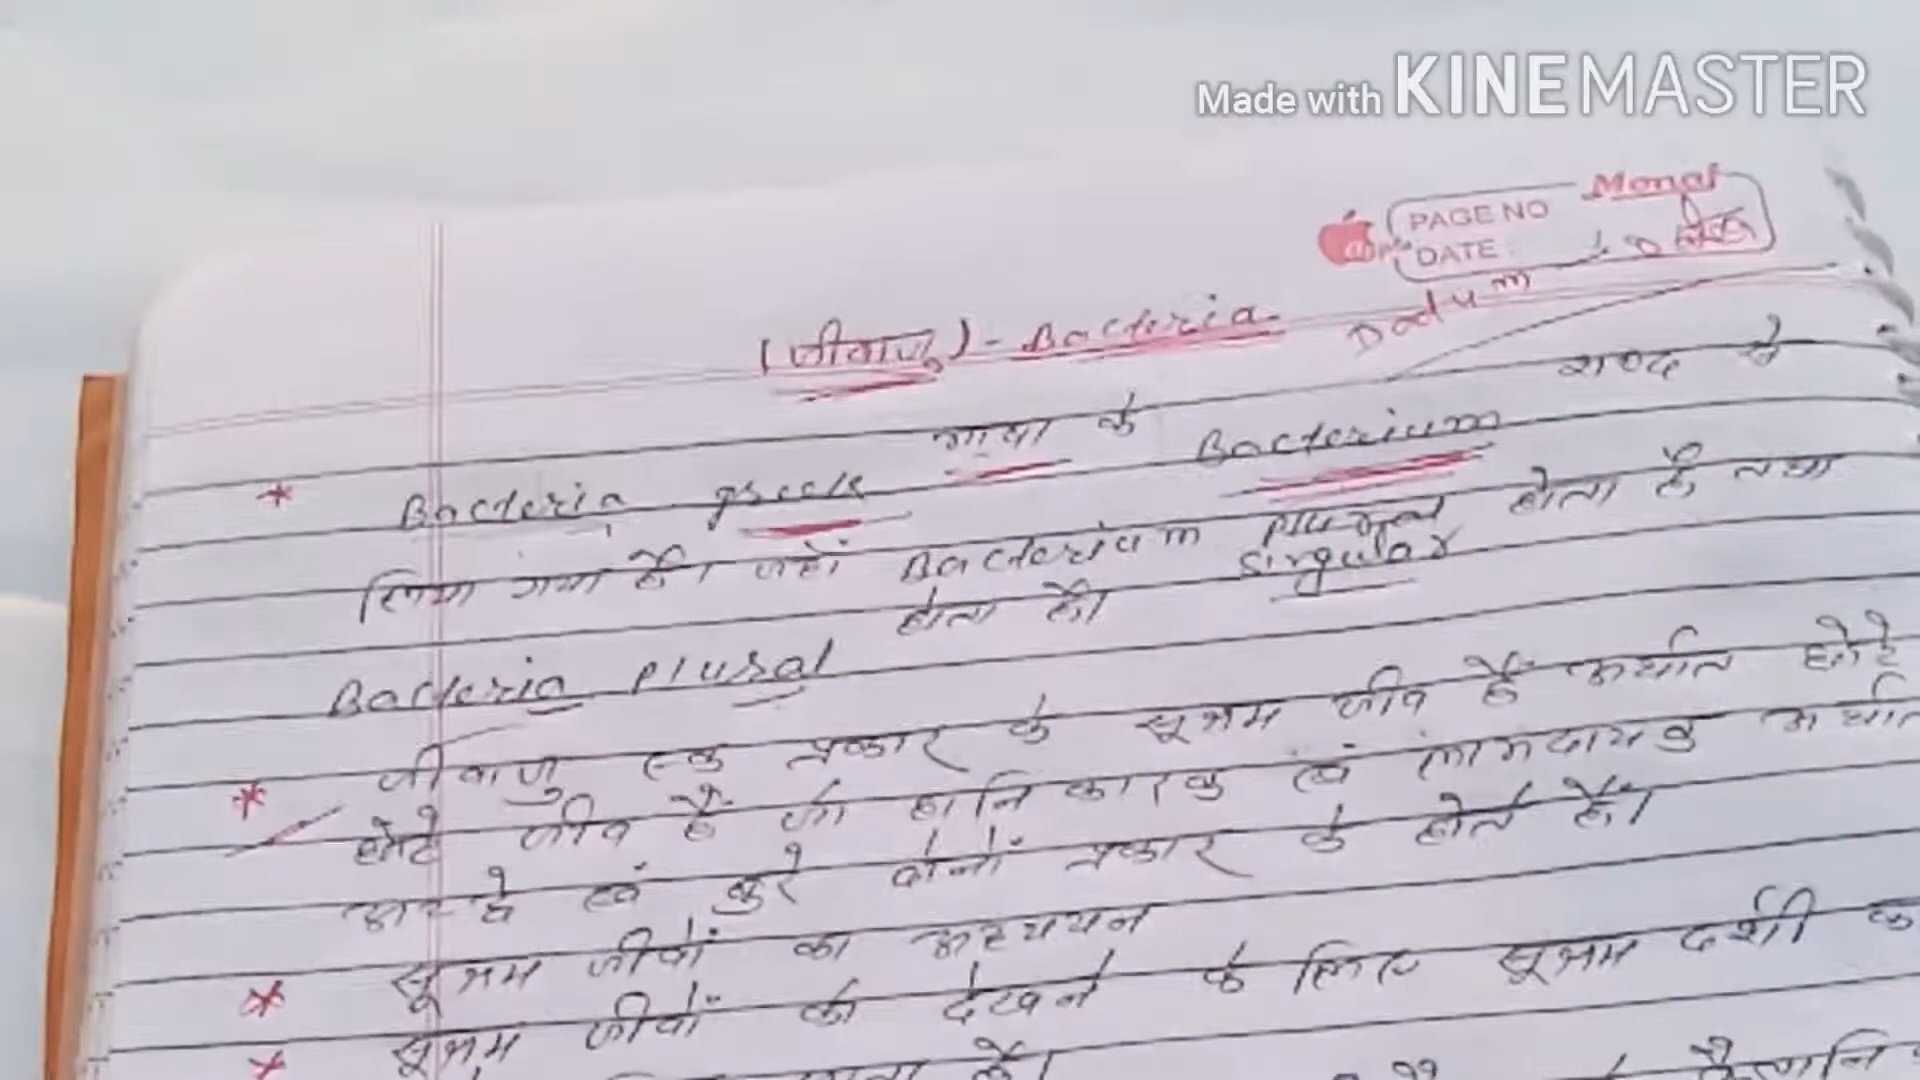 Made with KINEMASTER
PAGE NO
DATE
(जीवाणु) - Bacteria
* Bacteria greek भाषा के Bacterium शब्द से
लिया गया है। जहाँ Bacterium singular होता है तथा
Bacteria plural होता है।
* जीवाणु एक प्रकार के सूक्ष्म जीव है अर्थात छोटे
छोटे जीव है जो हानिकारक एवं लाभदायक अर्थात
अच्छे एवं बुरे दोनों प्रकार के होते है।
* सूक्ष्म जीवों का अध्ययन
* सूक्ष्म जीवों को देखने के लिए सूक्ष्म दर्शी